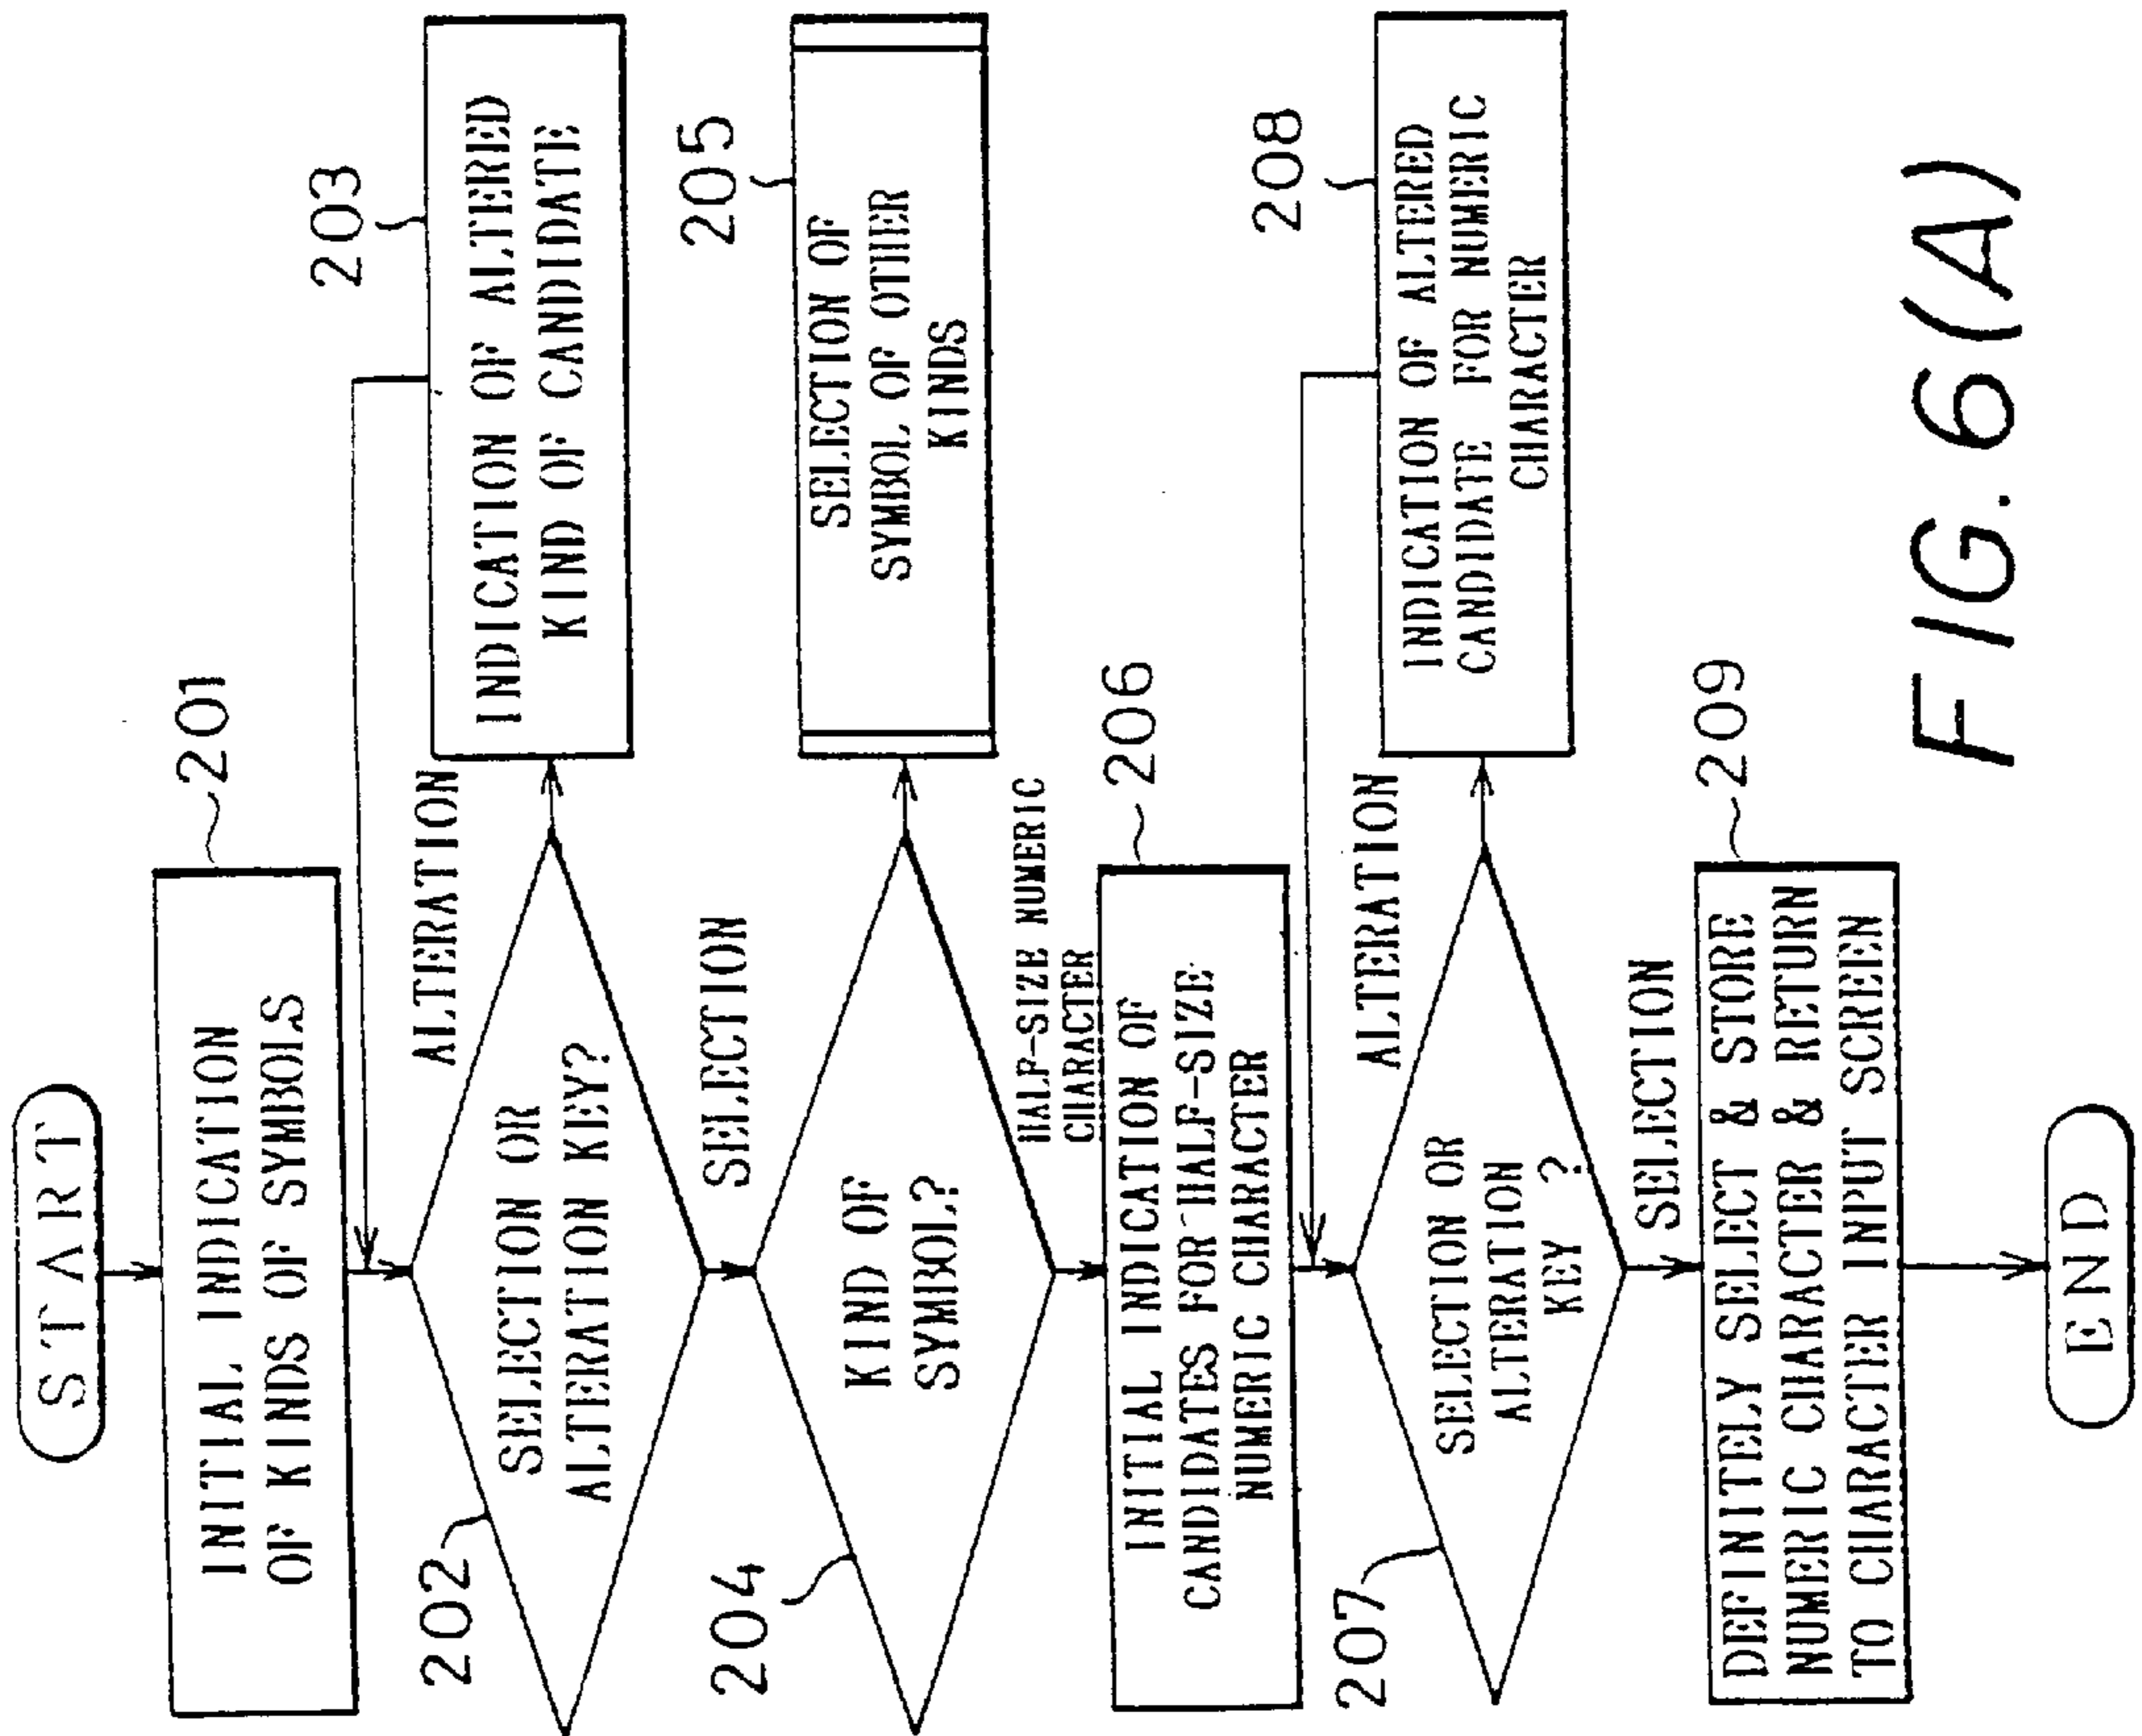 START
201
INITIAL INDICATION
OF KINDS OF SYMBOLS
202
SELECTION OR
ALTERATION KEY?
ALTERATION
203
INDICATION OF ALTERED
KIND OF CANDIDATE
SELECTION
204
KIND OF
SYMBOL?
205
SELECTION OF
SYMBOL OF OTHER
KINDS
HALF-SIZE NUMERIC
CHARACTER
206
INITIAL INDICATION OF
CANDIDATES FOR HALF-SIZE
NUMERIC CHARACTER
207
SELECTION OR
ALTERATION
KEY ?
ALTERATION
208
INDICATION OF ALTERED
CANDIDATE FOR NUMERIC
CHARACTER
SELECTION
209
DEFINITELY SELECT & STORE
NUMERIC CHARACTER & RETURN
TO CHARACTER INPUT SCREEN
END
FIG. 6(A)